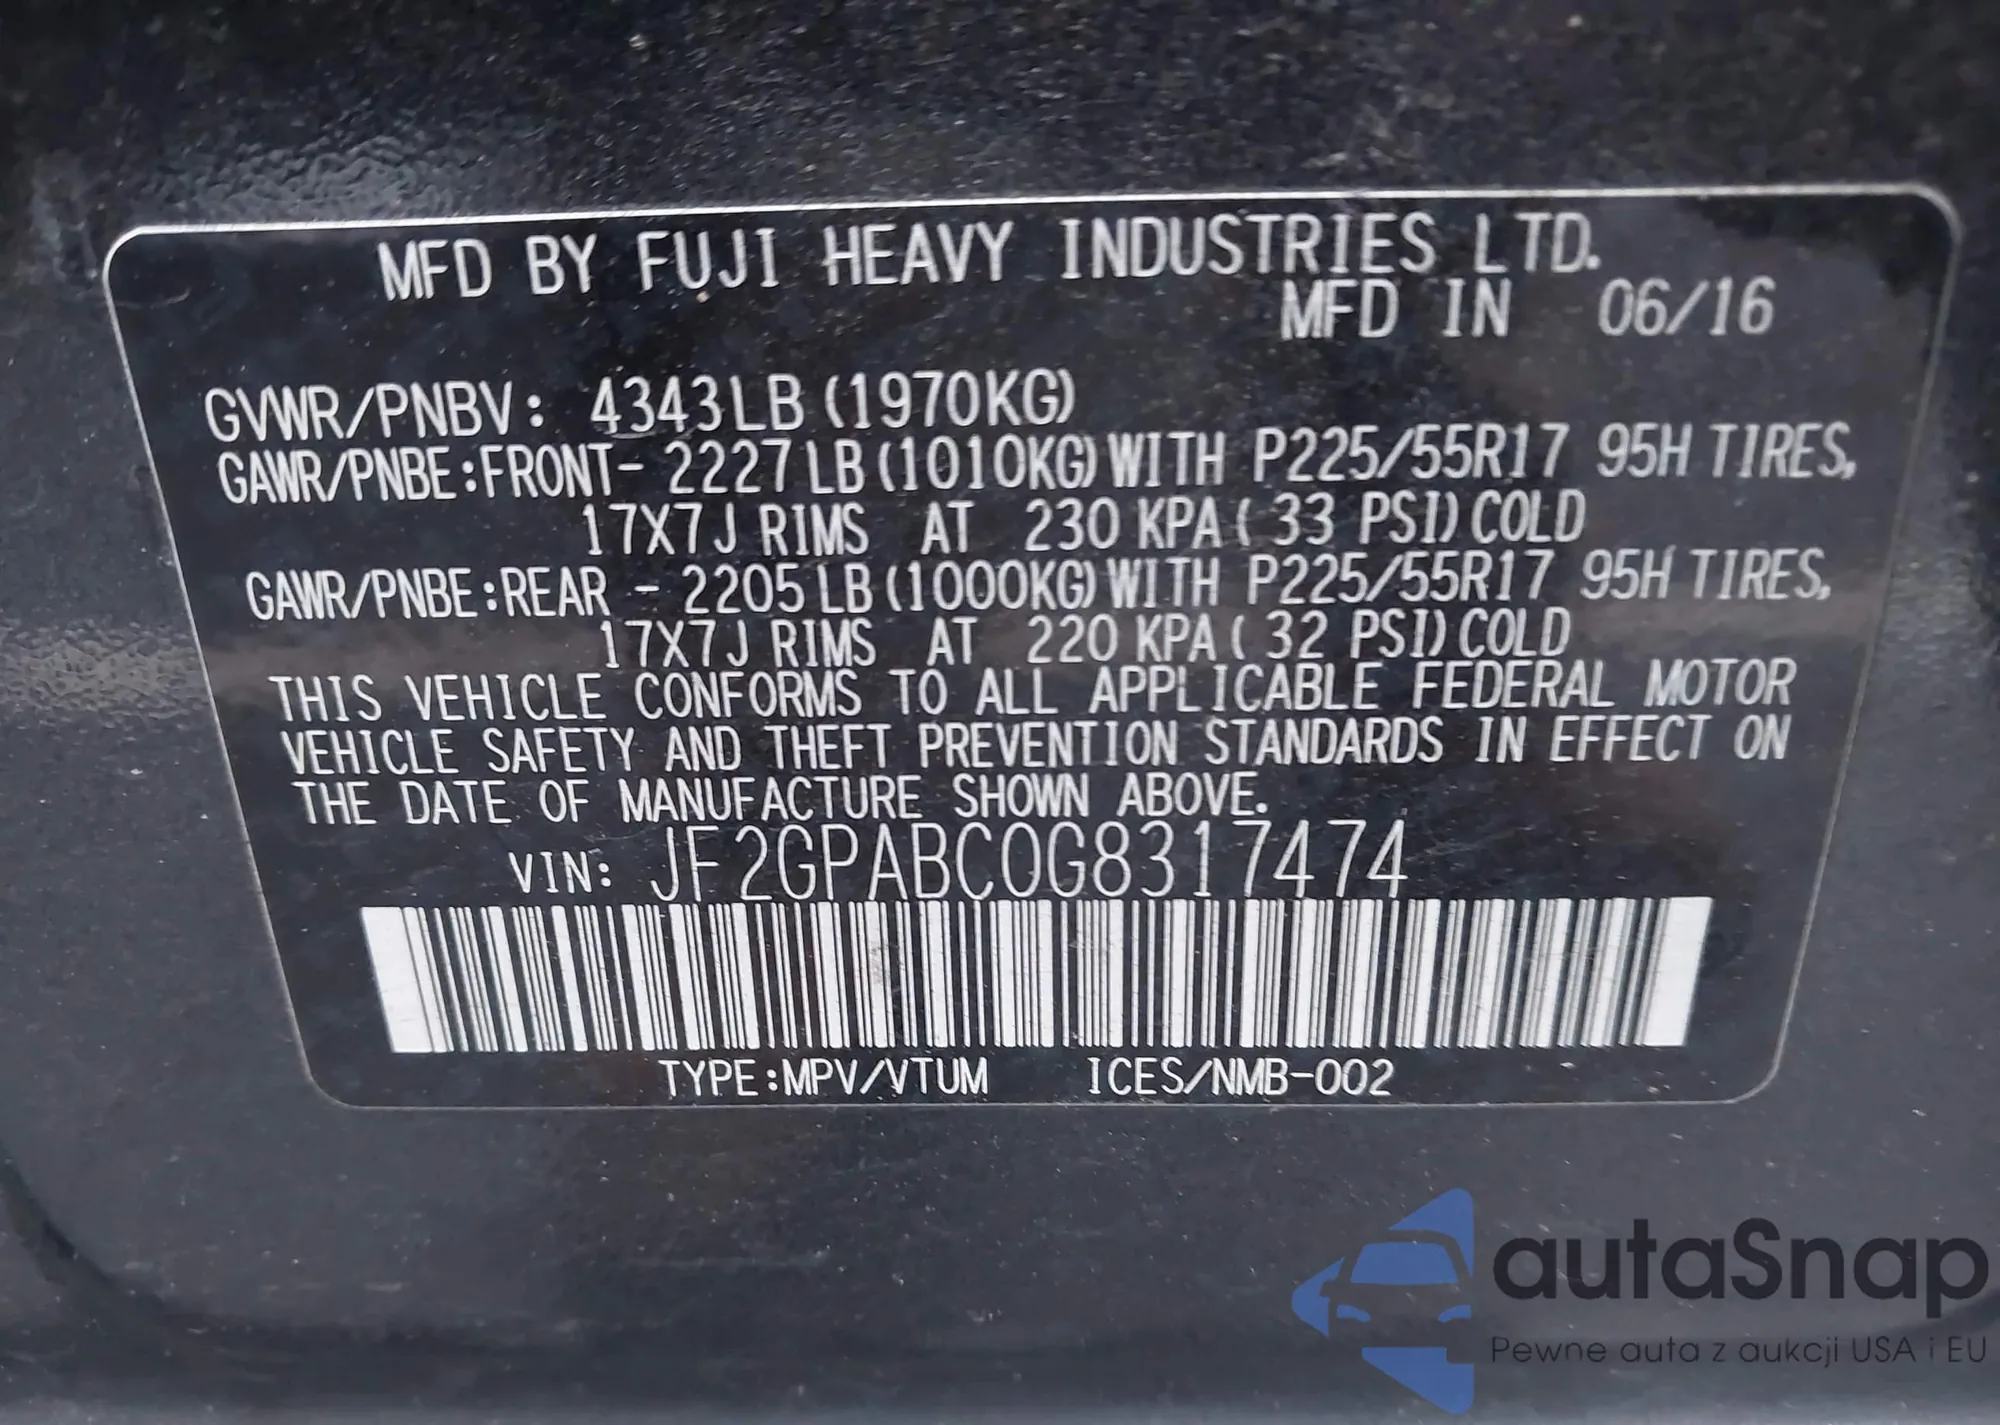 MFD BY FUJI HEAVY INDUSTRIES LTD.
MFD IN 06/16
GVWR/PNBV: 4343LB(1970KG)
GAWR/PNBE:FRONT- 2227LB(1010KG)WITH P225/55R17 95H TIRES,
17X7J RIMS AT 230 KPA( 33 PSI)COLD
GAWR/PNBE:REAR - 2205LB(1000KG)WITH P225/55R17 95H TIRES,
17X7J RIMS AT 220 KPA( 32 PSI)COLD
THIS VEHICLE CONFORMS TO ALL APPLICABLE FEDERAL MOTOR
VEHICLE SAFETY AND THEFT PREVENTION STANDARDS IN EFFECT ON
THE DATE OF MANUFACTURE SHOWN ABOVE.
VIN: JF2GPABC0G8317474
TYPE:MPV/VTUM ICES/NMB-002
autaSnap
Pewne auta z aukcji USA i EU